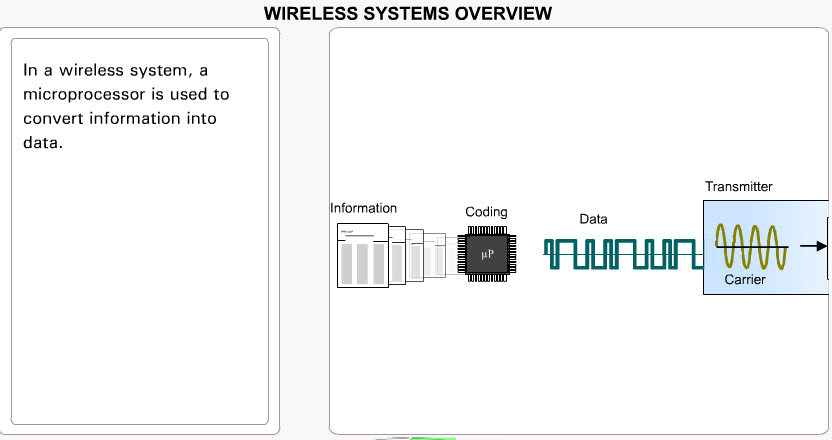 WIRELESS SYSTEMS OVERVIEW
In a wireless system, a
microprocessor is used to
convert information into
data.
Transmitter
Information
Coding
Data
µP
Carrier